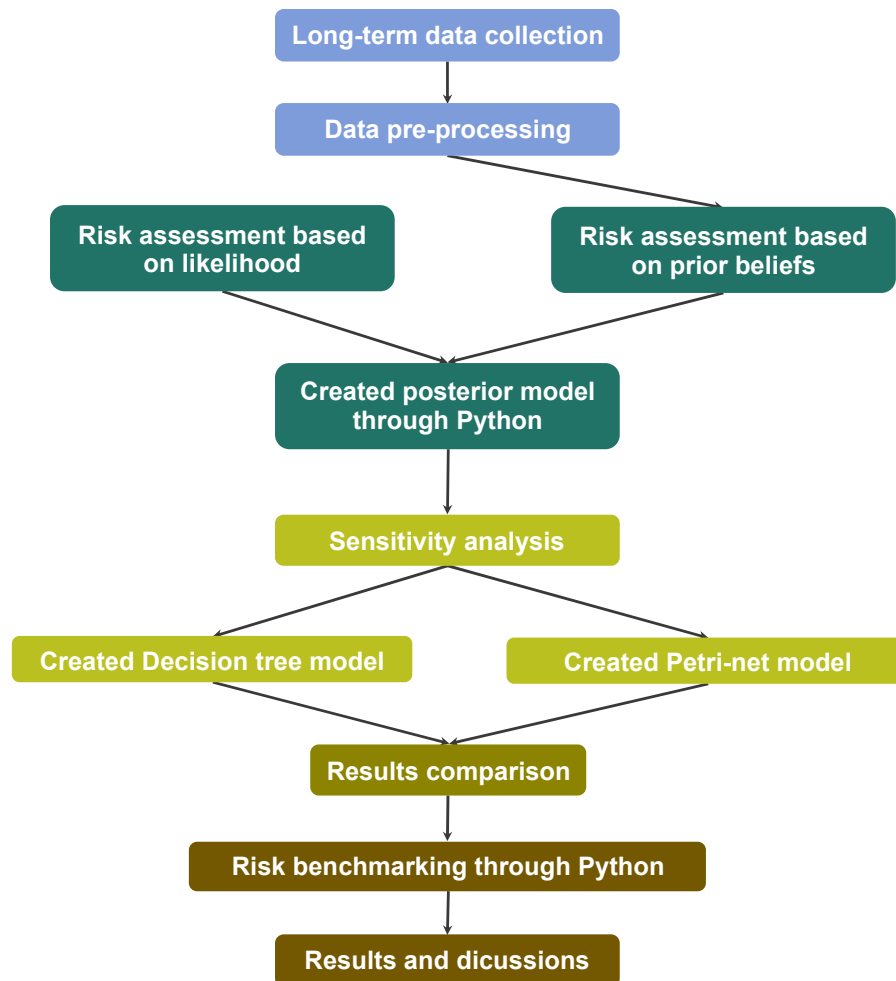 Long-term data collection
Data pre-processing
Risk assessment based
on likelihood
Risk assessment based
on prior beliefs
Created posterior model
through Python
Sensitivity analysis
Created Decision tree model
Created Petri-net model
Results comparison
Risk benchmarking through Python
Results and dicussions